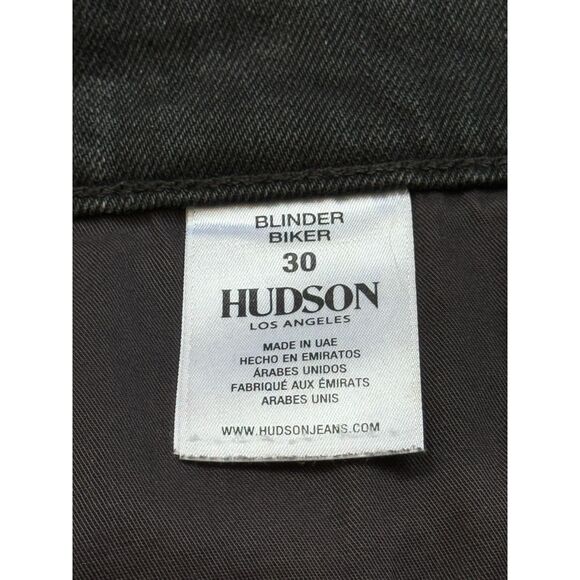 BLINDER
BIKER
30
HUDSON
LOS ANGELES
MADE IN UAE
HECHO EN EMIRATOS
ÁRABES UNIDOS
FABRIQUÉ AUX ÉMIRATS
ARABES UNIS
WWW.HUDSONJEANS.COM